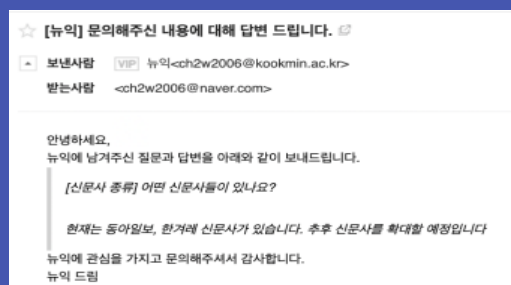 [뉴익] 문의해주신 내용에 대해 답변 드립니다.
보낸사람 VIP 뉴익<ch2w2006@kookmin.ac.kr>
받는사람 <ch2w2006@naver.com>
안녕하세요,
뉴익에 남겨주신 질문과 답변을 아래와 같이 보내드립니다.
[신문사 종류] 어떤 신문사들이 있나요?
현재는 동아일보, 한겨레 신문사가 있습니다. 추후 신문사를 확대할 예정입니다
뉴익에 관심을 가지고 문의해주셔서 감사합니다.
뉴익 드림